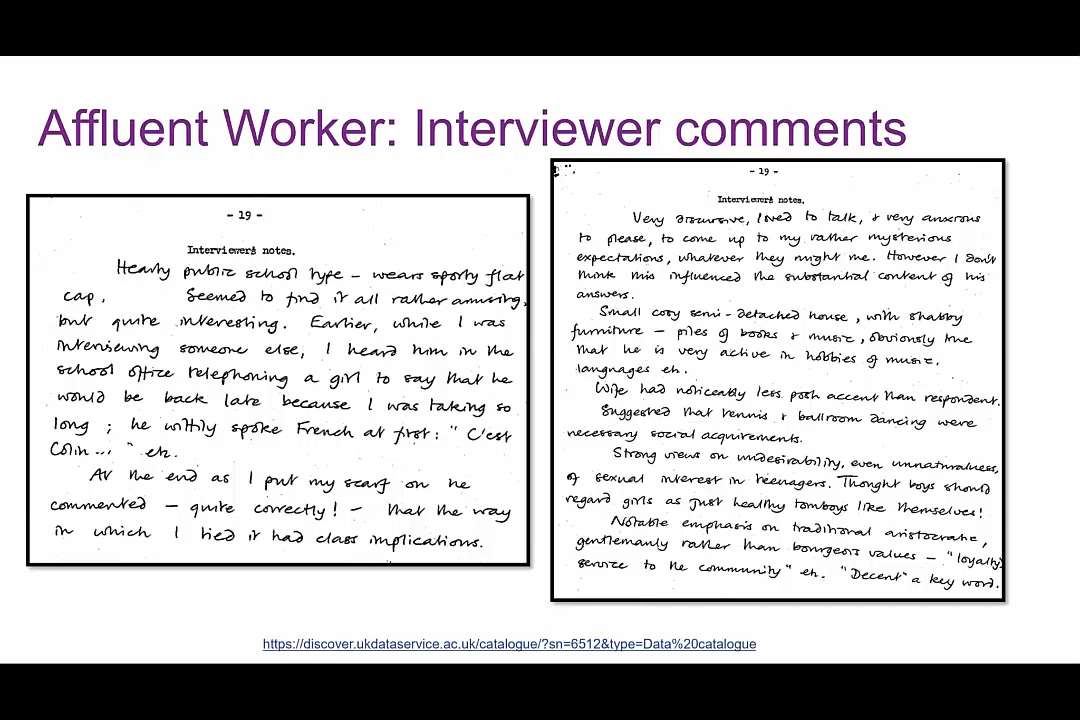 Affluent Worker: Interviewer comments
- 19 -
Interviewers notes.
Hearty public school type – wears sporty flat
cap. Seemed to find it all rather amusing,
but quite interesting. Earlier, while I was
interviewing someone else, I heard him in the
school office telephoning a girl to say that he
would be back late because I was taking so
long ; he wittily spoke French at first : " C'est
Colin ... " etc.
At the end as I put my scarf on he
commented – quite correctly! – that the way
in which I tied it had class implications.
- 19 -
Interviewers notes.
Very discursive, loved to talk, & very anxious
to please, to come up to my rather mysterious
expectations, whatever they might me. However I don't
think this influenced the substantial content of his
answers.
Small cosy semi-detached house, with shabby
furniture – piles of books & music, obviously true
that he is very active in hobbies of music,
languages etc.
Wife had noticeably less posh accent than respondent.
Suggested that tennis & ballroom dancing were
necessary social acquirements.
Strong views on undesirability, even unnaturalness,
of sexual interest in teenagers. Thought boys should
regard girls as just healthy tomboys like themselves!
Notable emphasis on traditional aristocratic,
gentlemanly rather than bourgeois values – "loyalty,
service to the community" etc. "Decent" a key word.
https://discover.ukdataservice.ac.uk/catalogue/?sn=6512&type=Data%20catalogue